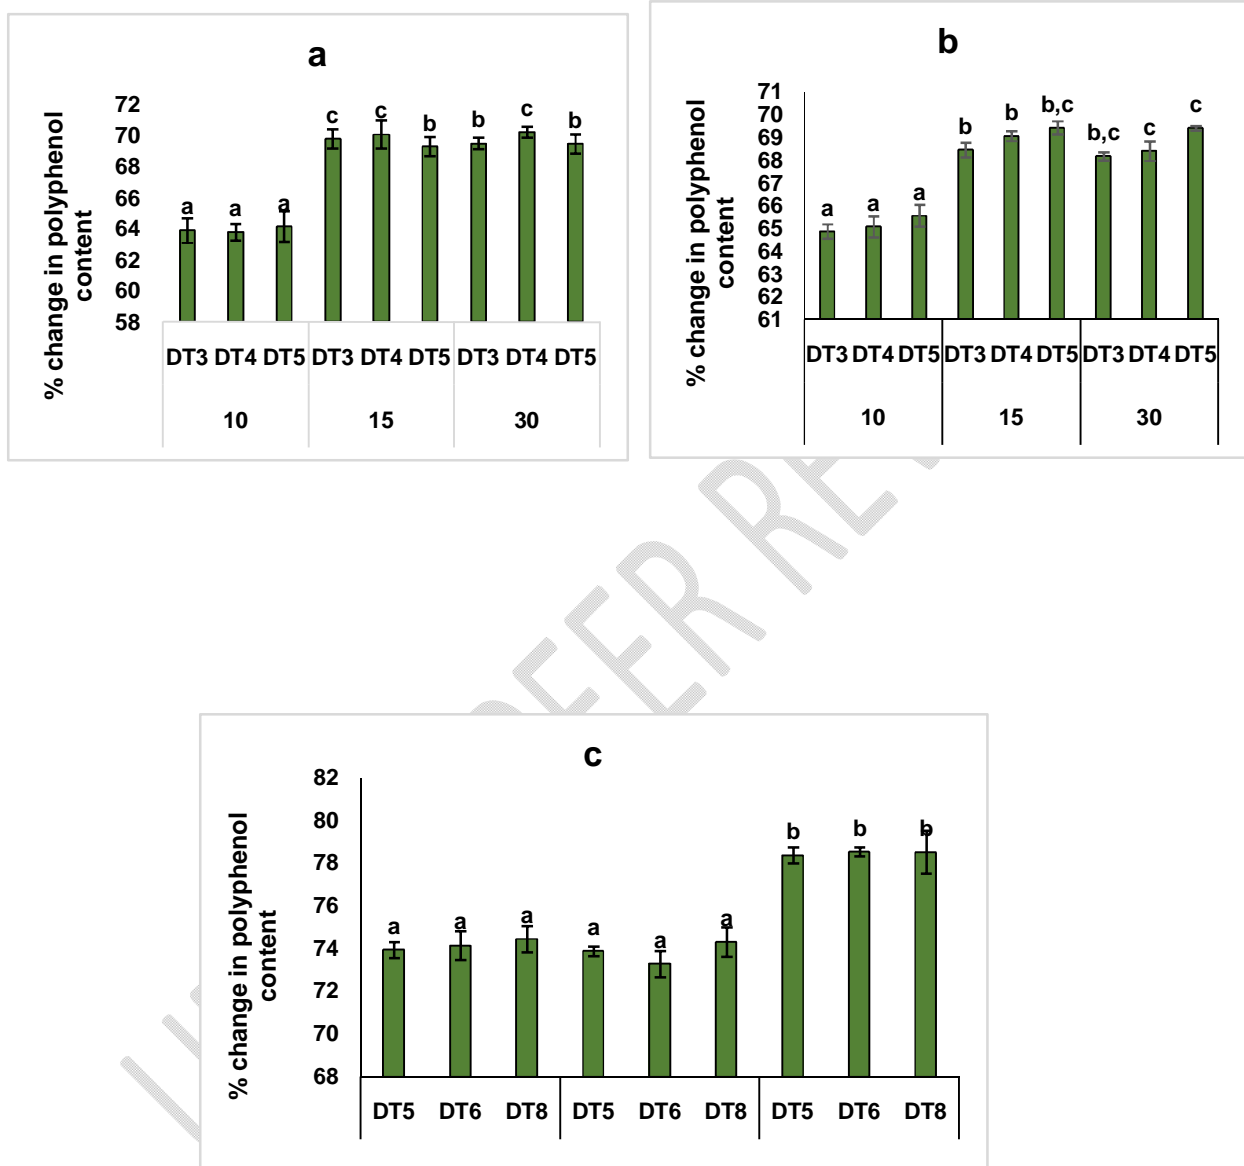 a
% change in polyphenol
content
72
70
68
66
64
62
60
58
a a a c c b b c b
DT3 DT4 DT5 DT3 DT4 DT5 DT3 DT4 DT5
10 15 30
b
% change in polyphenol
content
71
70
69
68
67
66
65
64
63
62
61
a a a b b b,c b,c c c
DT3 DT4 DT5 DT3 DT4 DT5 DT3 DT4 DT5
10 15 30
c
% change in polyphenol
content
82
80
78
76
74
72
70
68
a a a a a a b b b
DT5 DT6 DT8 DT5 DT6 DT8 DT5 DT6 DT8